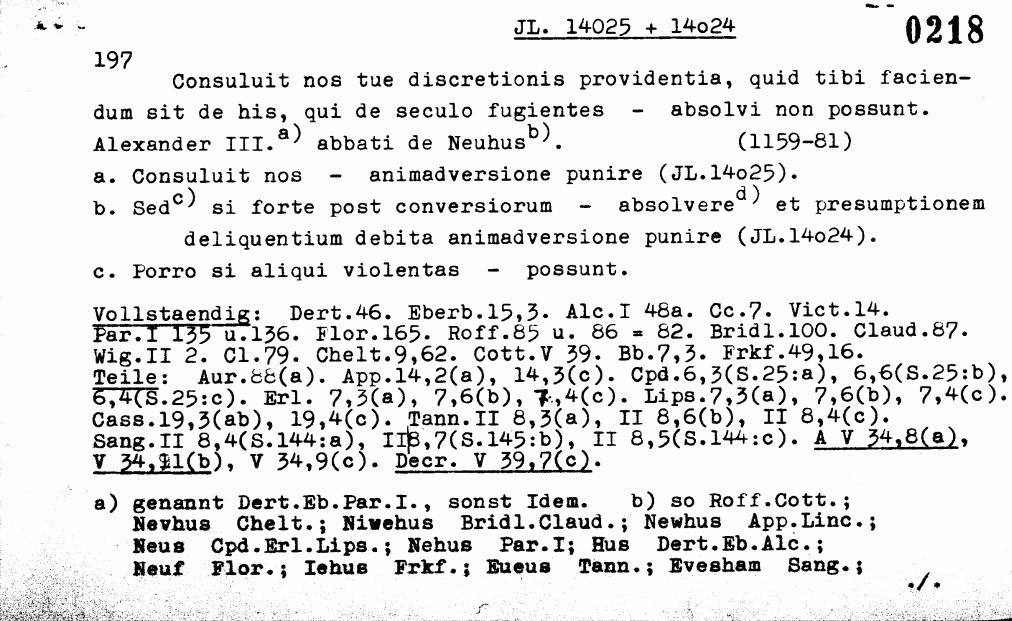 JL. 14025 + 14o24
0218
197
Consuluit nos tue discretionis providentia, quid tibi facien-
dum sit de his, qui de seculo fugientes - absolvi non possunt.
Alexander III.a) abbati de Neuhusb). (1159-81)
a. Consuluit nos - animadversione punire (JL.14o25).
b. Sedc) si forte post conversiorum - absolvered) et presumptionem
deliquentium debita animadversione punire (JL.14o24).
c. Porro si aliqui violentas - possunt.
Vollstaendig: Dert.46. Eberb.15,3. Alc.I 48a. Cc.7. Vict.14.
Par.I 135 u.136. Flor.165. Roff.85 u. 86 = 82. Bridl.100. Claud.87.
Wig.II 2. Cl.79. Chelt.9,62. Cott.V 39. Bb.7,3. Frkf.49,16.
Teile: Aur.88(a). App.14,2(a), 14,3(c). Cpd.6,3(S.25:a), 6,6(S.25:b),
6,4(S.25:c). Erl. 7,3(a), 7,6(b), 7,4(c). Lips.7,3(a), 7,6(b), 7,4(c).
Cass.19,3(ab), 19,4(c). Tann.II 8,3(a), II 8,6(b), II 8,4(c).
Sang.II 8,4(S.144:a), II8,7(S.145:b), II 8,5(S.144:c). A V 34,8(a),
V 34,11(b), V 34,9(c). Decr. V 39,7(c).
a) genannt Dert.Eb.Par.I., sonst Idem. b) so Roff.Cott.;
Nevhus Chelt.; Niwehus Bridl.Claud.; Newhus App.Linc.;
Neus Cpd.Erl.Lips.; Nehus Par.I; Hus Dert.Eb.Alc.;
Neuf Flor.; Iehus Frkf.; Eueus Tann.; Evesham Sang.;
./.